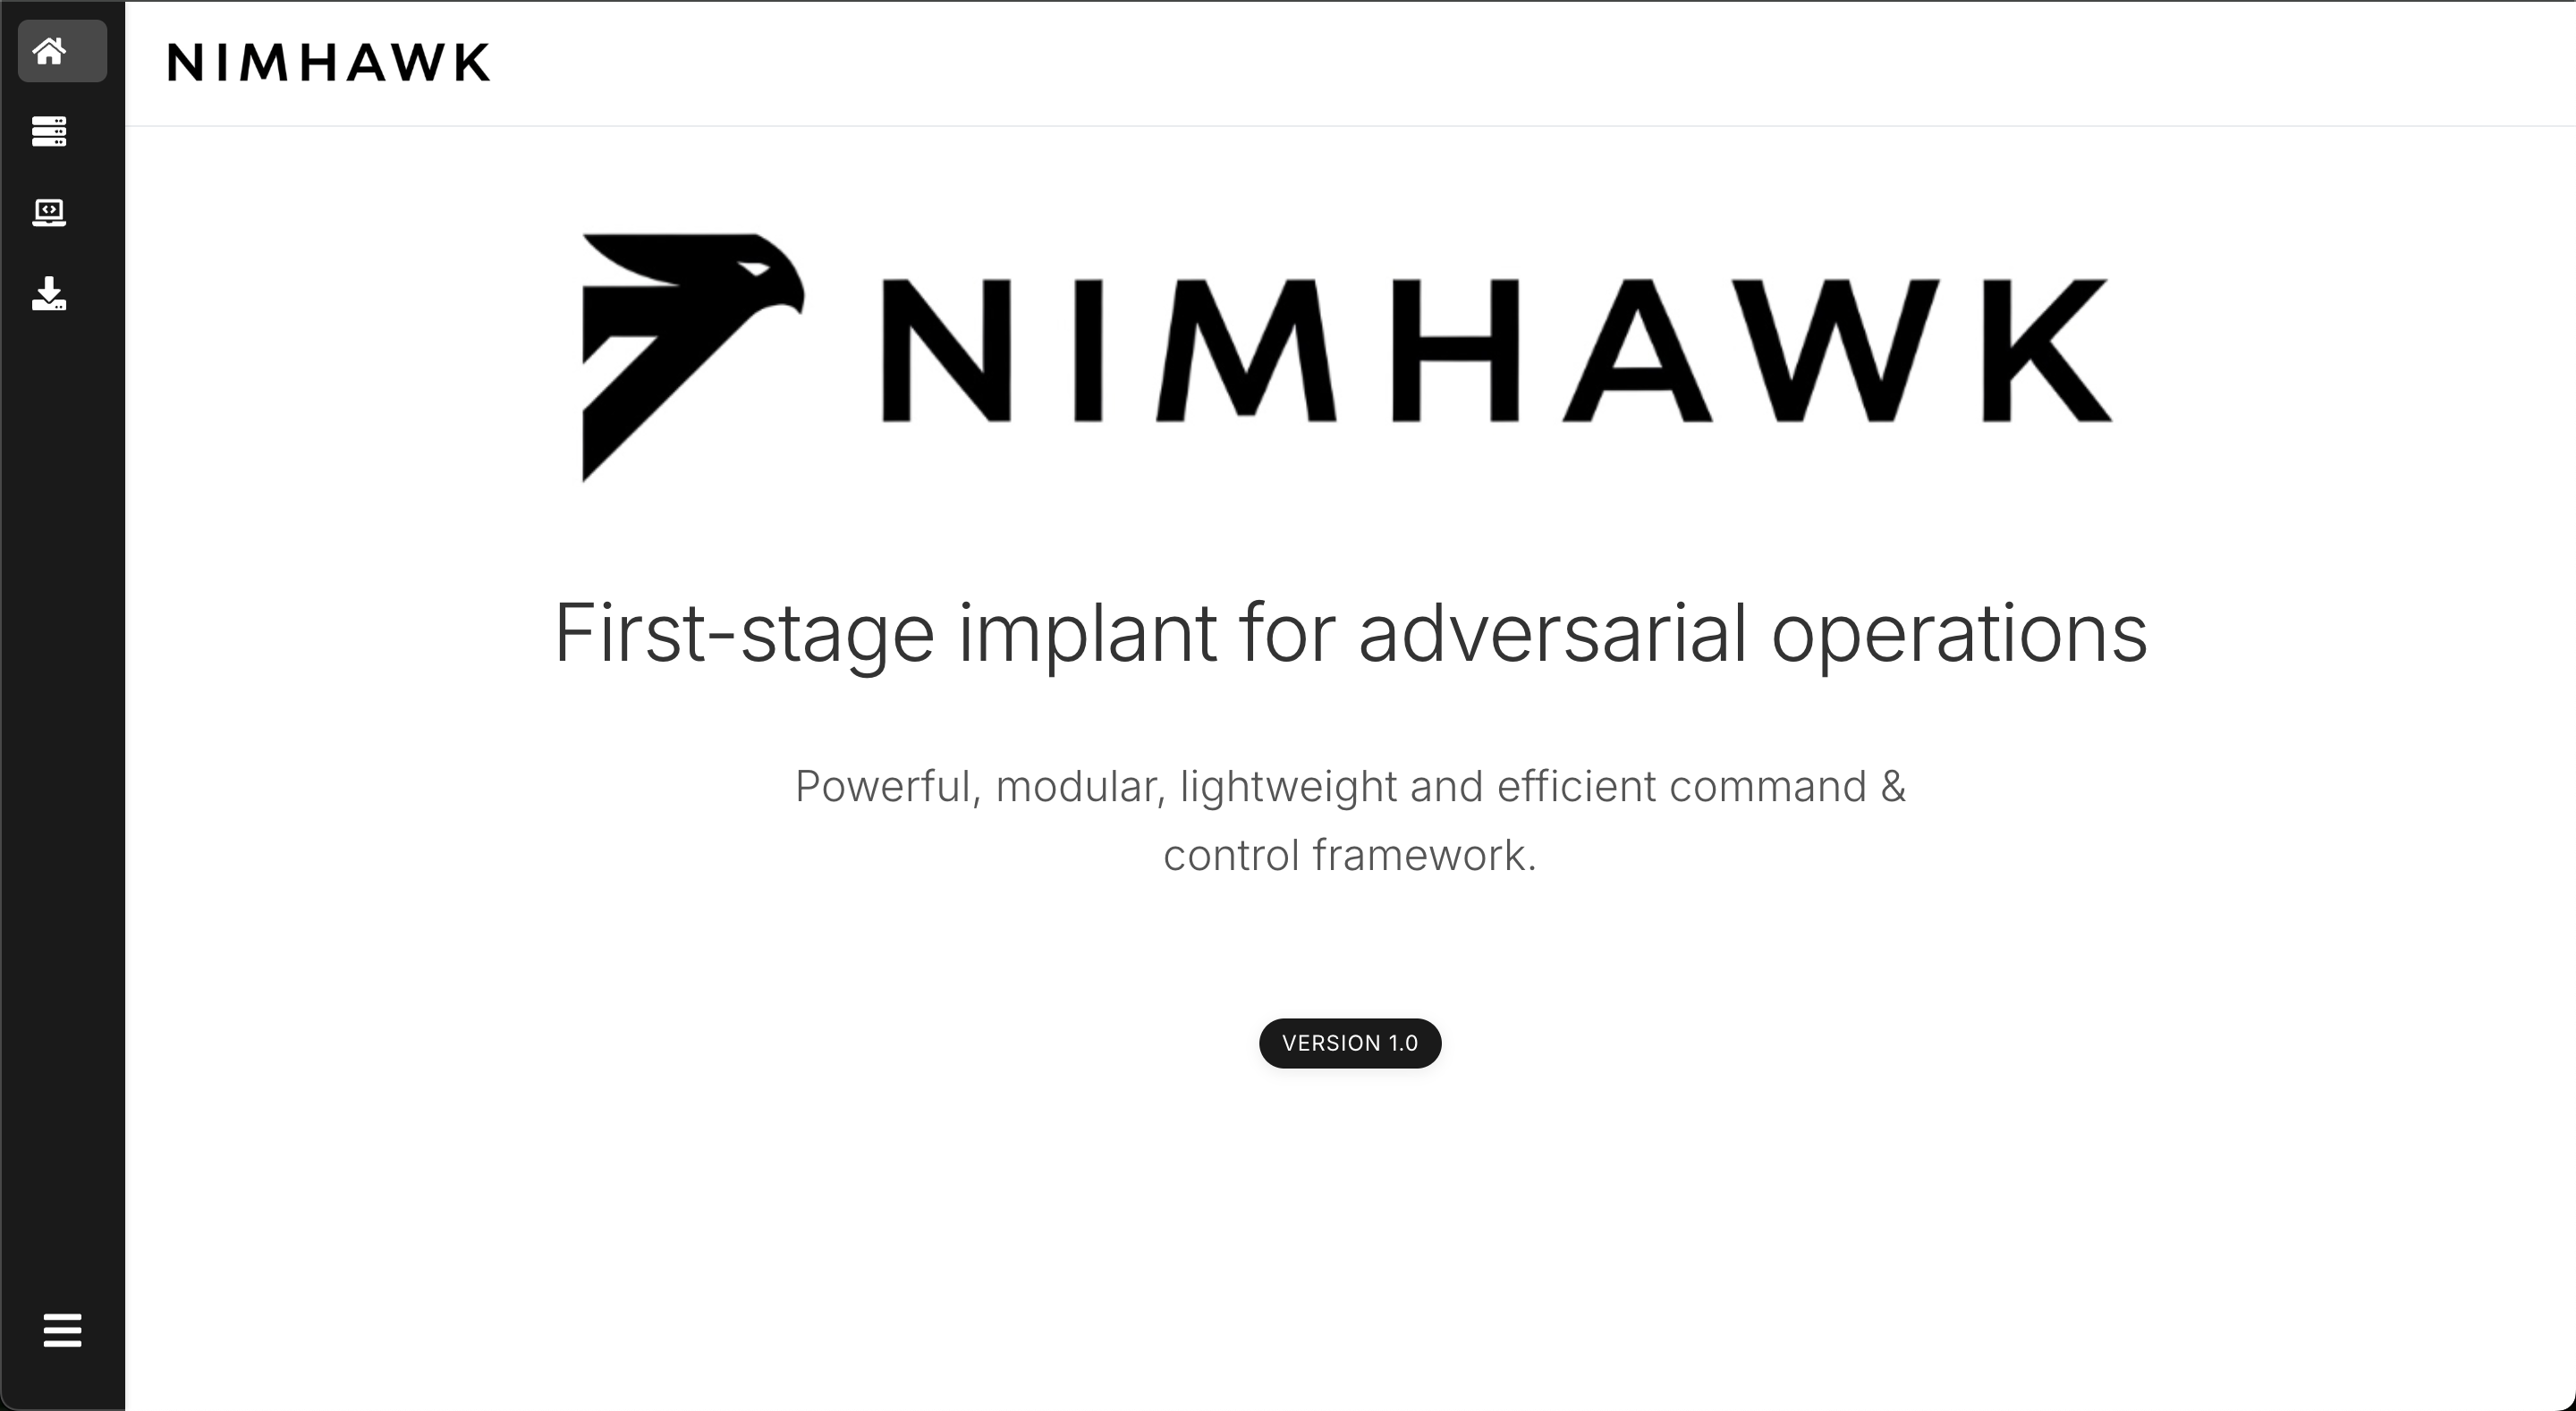 NIMHAWK
NIMHAWK
First-stage implant for adversarial operations
Powerful, modular, lightweight and efficient command &
control framework.
VERSION 1.0